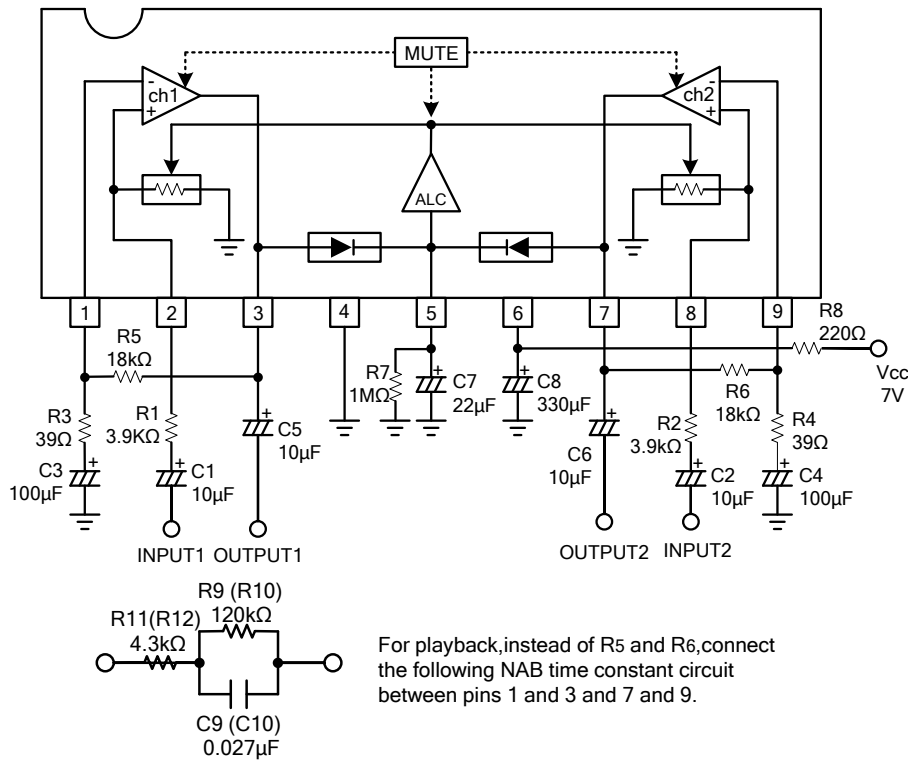 MUTE
- ch1 +
- ch2 +
ALC
1 2 3 4 5 6 7 8 9
R8
220Ω
Vcc
7V
R5
18kΩ
R7
1MΩ
C7
22µF
C8
330µF
R6
18kΩ
R3
39Ω
R1
3.9KΩ
C5
10µF
C6
10µF
R2
3.9kΩ
R4
39Ω
C3
100µF
C1
10µF
C2
10µF
C4
100µF
+ + + + + + + + 
INPUT1 OUTPUT1
OUTPUT2 INPUT2
R9 (R10)
120kΩ
R11(R12)
4.3kΩ
C9 (C10)
0.027µF
For playback,instead of R5 and R6,connect
the following NAB time constant circuit
between pins 1 and 3 and 7 and 9.